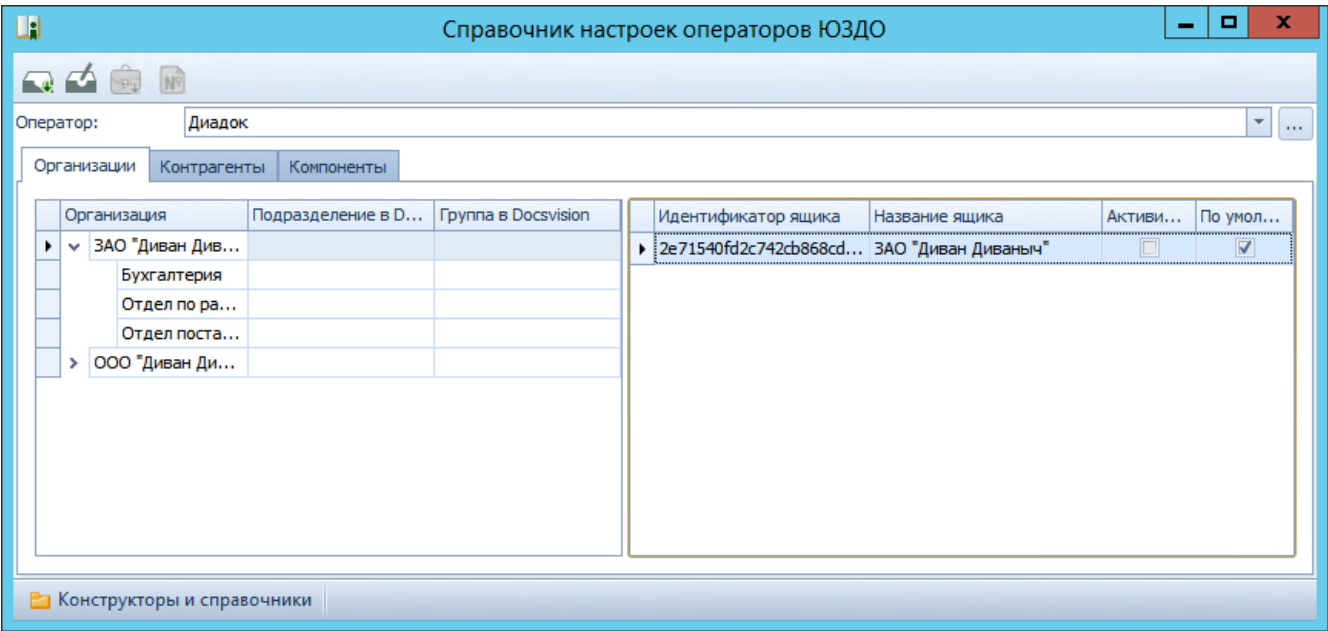 Справочник настроек операторов ЮЗДО
Оператор: Диадок
Организации Контрагенты Компоненты
Организация Подразделение в D... Группа в Docsvision Идентификатор ящика Название ящика Активи... По умол...
ЗАО "Диван Див... 2e71540fd2c742cb868cd... ЗАО "Диван Диваныч"
Бухгалтерия
Отдел по ра...
Отдел поста...
ООО "Диван Ди...
Конструкторы и справочники